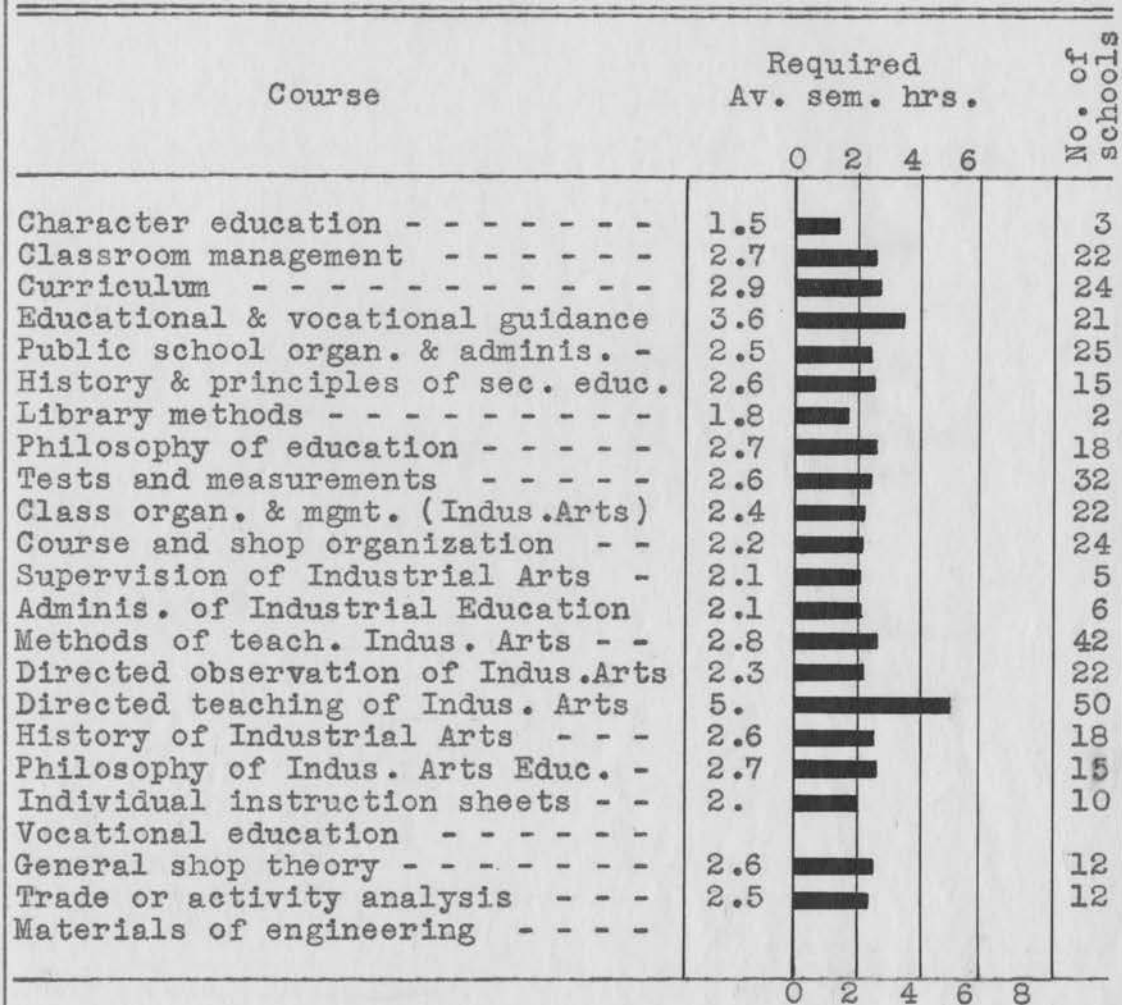 Course
Required
Av. sem. hrs.
No. of
schools
0 2 4 6
Character education - - - - - - - 1.5 3
Classroom management - - - - - - 2.7 22
Curriculum - - - - - - - - - - - 2.9 24
Educational & vocational guidance 3.6 21
Public school organ. & adminis. - 2.5 25
History & principles of sec. educ. 2.6 15
Library methods - - - - - - - - - 1.8 2
Philosophy of education - - - - - 2.7 18
Tests and measurements - - - - - 2.6 32
Class organ. & mgmt. (Indus.Arts) 2.4 22
Course and shop organization - - 2.2 24
Supervision of Industrial Arts - 2.1 5
Adminis. of Industrial Education 2.1 6
Methods of teach. Indus. Arts - - 2.8 42
Directed observation of Indus.Arts 2.3 22
Directed teaching of Indus. Arts 5. 50
History of Industrial Arts - - - 2.6 18
Philosophy of Indus. Arts Educ. - 2.7 15
Individual instruction sheets - - 2. 10
Vocational education - - - - - -
General shop theory - - - - - - - 2.6 12
Trade or activity analysis - - - 2.5 12
Materials of engineering - - - -
0 2 4 6 8